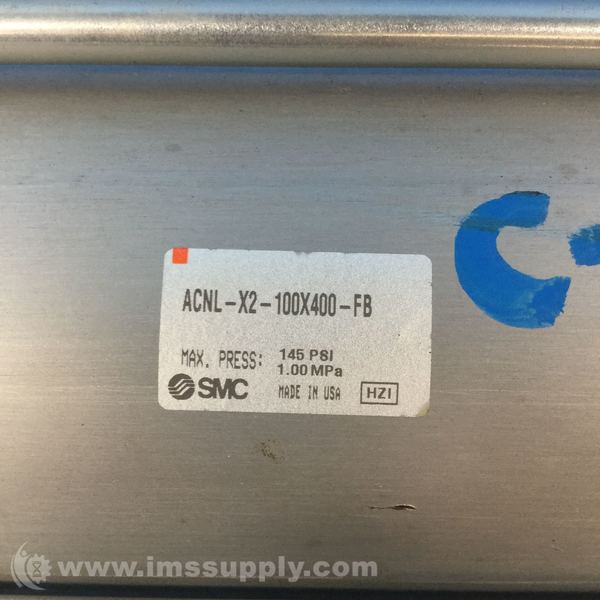 ACNL-X2-100X400-FB
MAX. PRESS: 145 PSI
1.00 MPa
SMC MADE IN USA HZI
www.imssupply.com